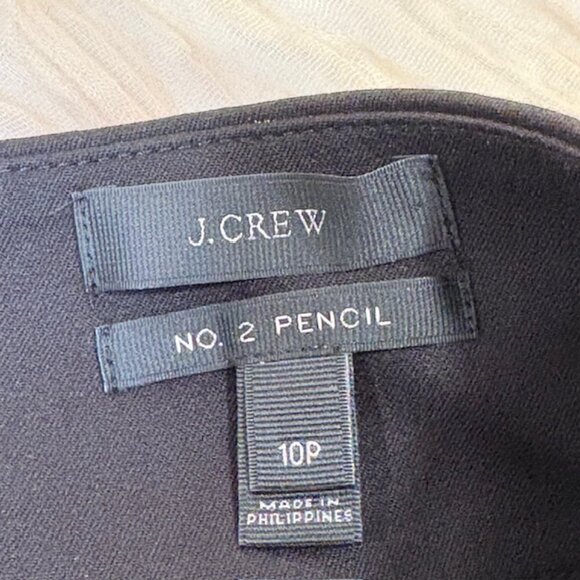 J.CREW
NO. 2 PENCIL
10P
MADE IN
PHILIPPINES